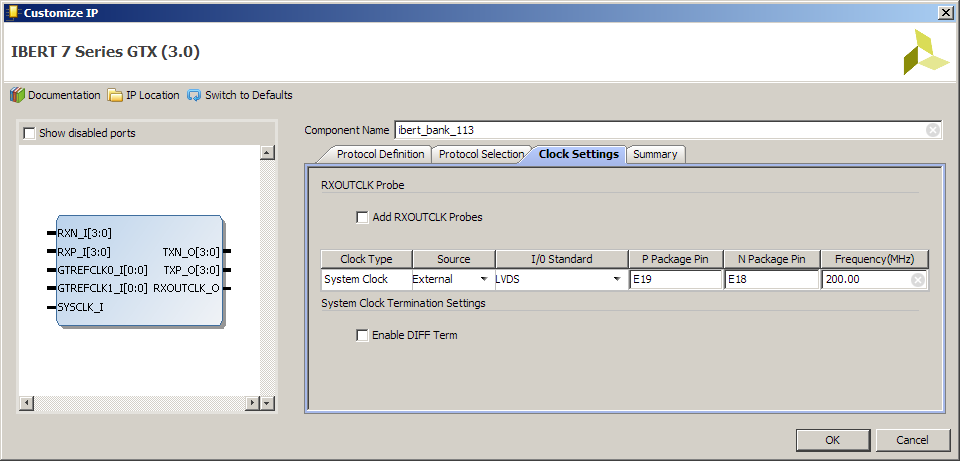 Customize IP
IBERT 7 Series GTX (3.0)
Documentation IP Location Switch to Defaults
Show disabled ports
RXN_I[3:0]
RXP_I[3:0] TXN_O[3:0]
GTREFCLK0_I[0:0] TXP_O[3:0]
GTREFCLK1_I[0:0] RXOUTCLK_O
SYSCLK_I
Component Name ibert_bank_113
Protocol Definition Protocol Selection Clock Settings Summary
RXOUTCLK Probe
Add RXOUTCLK Probes
Clock Type Source I/0 Standard P Package Pin N Package Pin Frequency(MHz)
System Clock External LVDS E19 E18 200.00
System Clock Termination Settings
Enable DIFF Term
OK Cancel